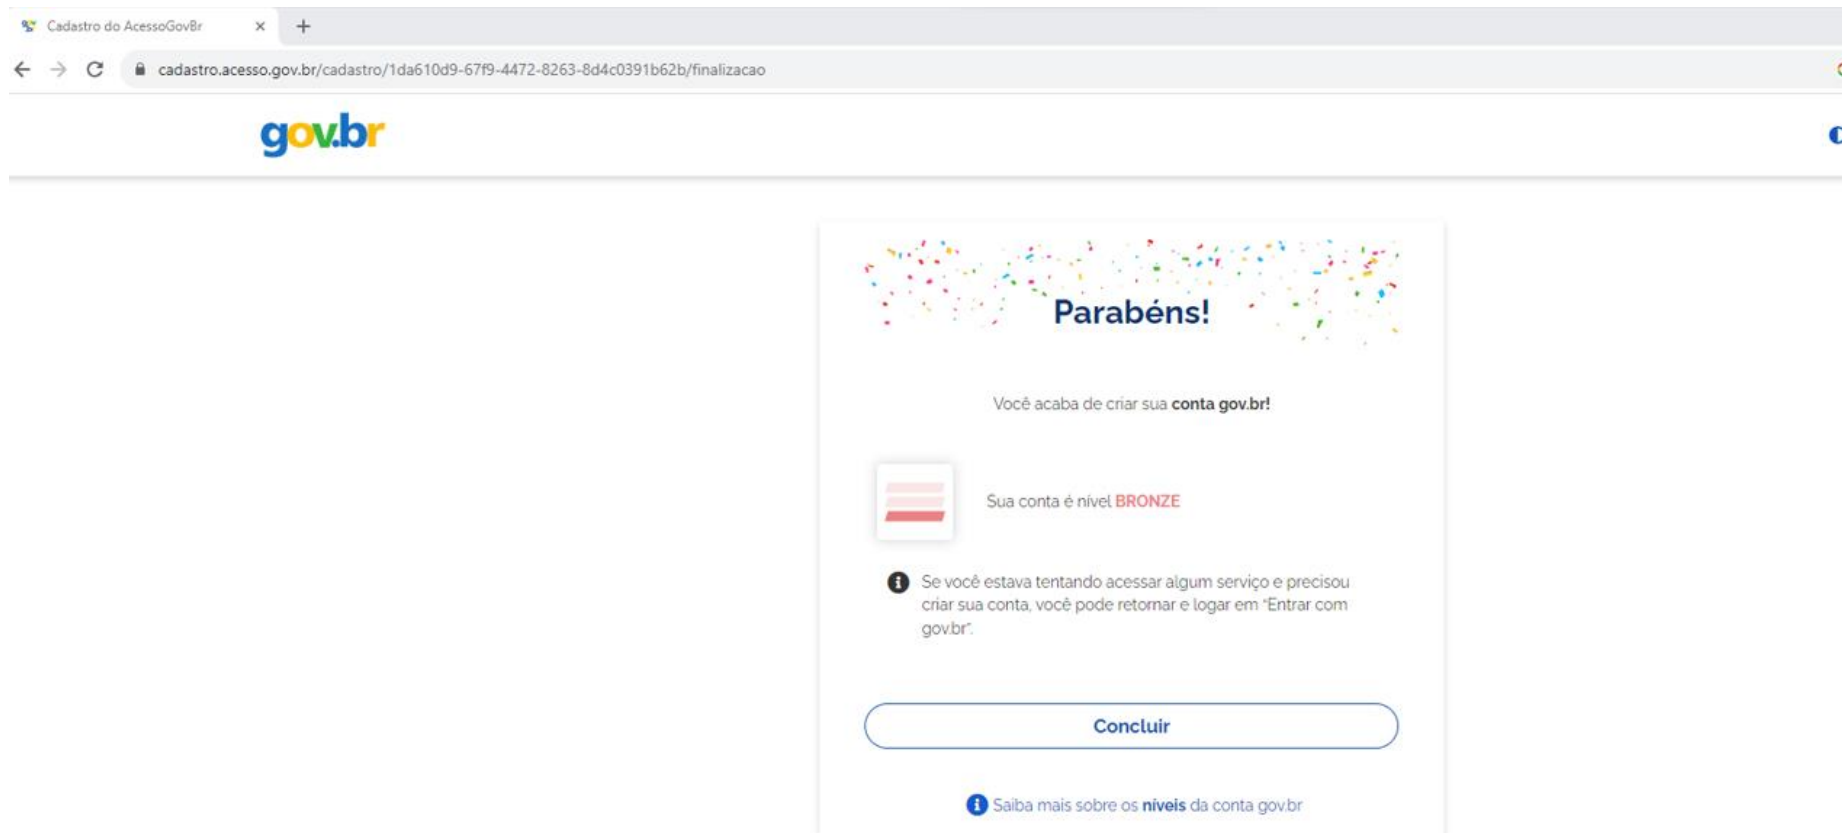 Cadastro do AcessoGovBr
cadastro.acesso.gov.br/cadastro/1da610d9-67f9-4472-8263-8d4c0391b62b/finalizacao
gov.br
Parabéns!
Você acaba de criar sua conta gov.br!
Sua conta é nível BRONZE
Se você estava tentando acessar algum serviço e precisou
criar sua conta, você pode retornar e logar em “Entrar com
gov.br”.
Concluir
Saiba mais sobre os níveis da conta gov.br